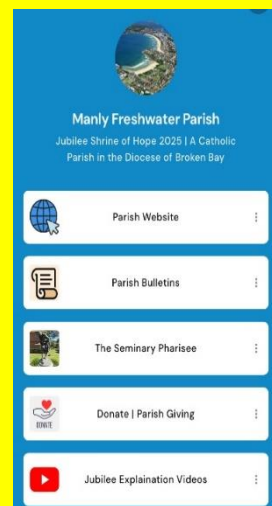 Manly Freshwater Parish
Jubilee Shrine of Hope 2025 | A Catholic
Parish in the Diocese of Broken Bay
Parish Website
Parish Bulletins
The Seminary Pharisee
Donate | Parish Giving
DONATE
Jubilee Explaination Videos